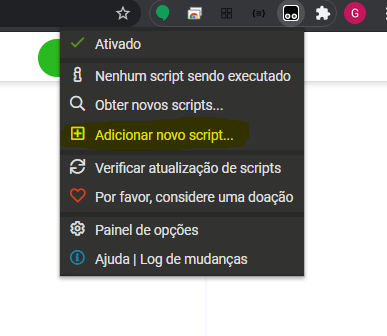 G
Ativado
Nenhum script sendo executado
Obter novos scripts...
Adicionar novo script...
Verificar atualização de scripts
Por favor, considere uma doação
Painel de opções
Ajuda | Log de mudanças